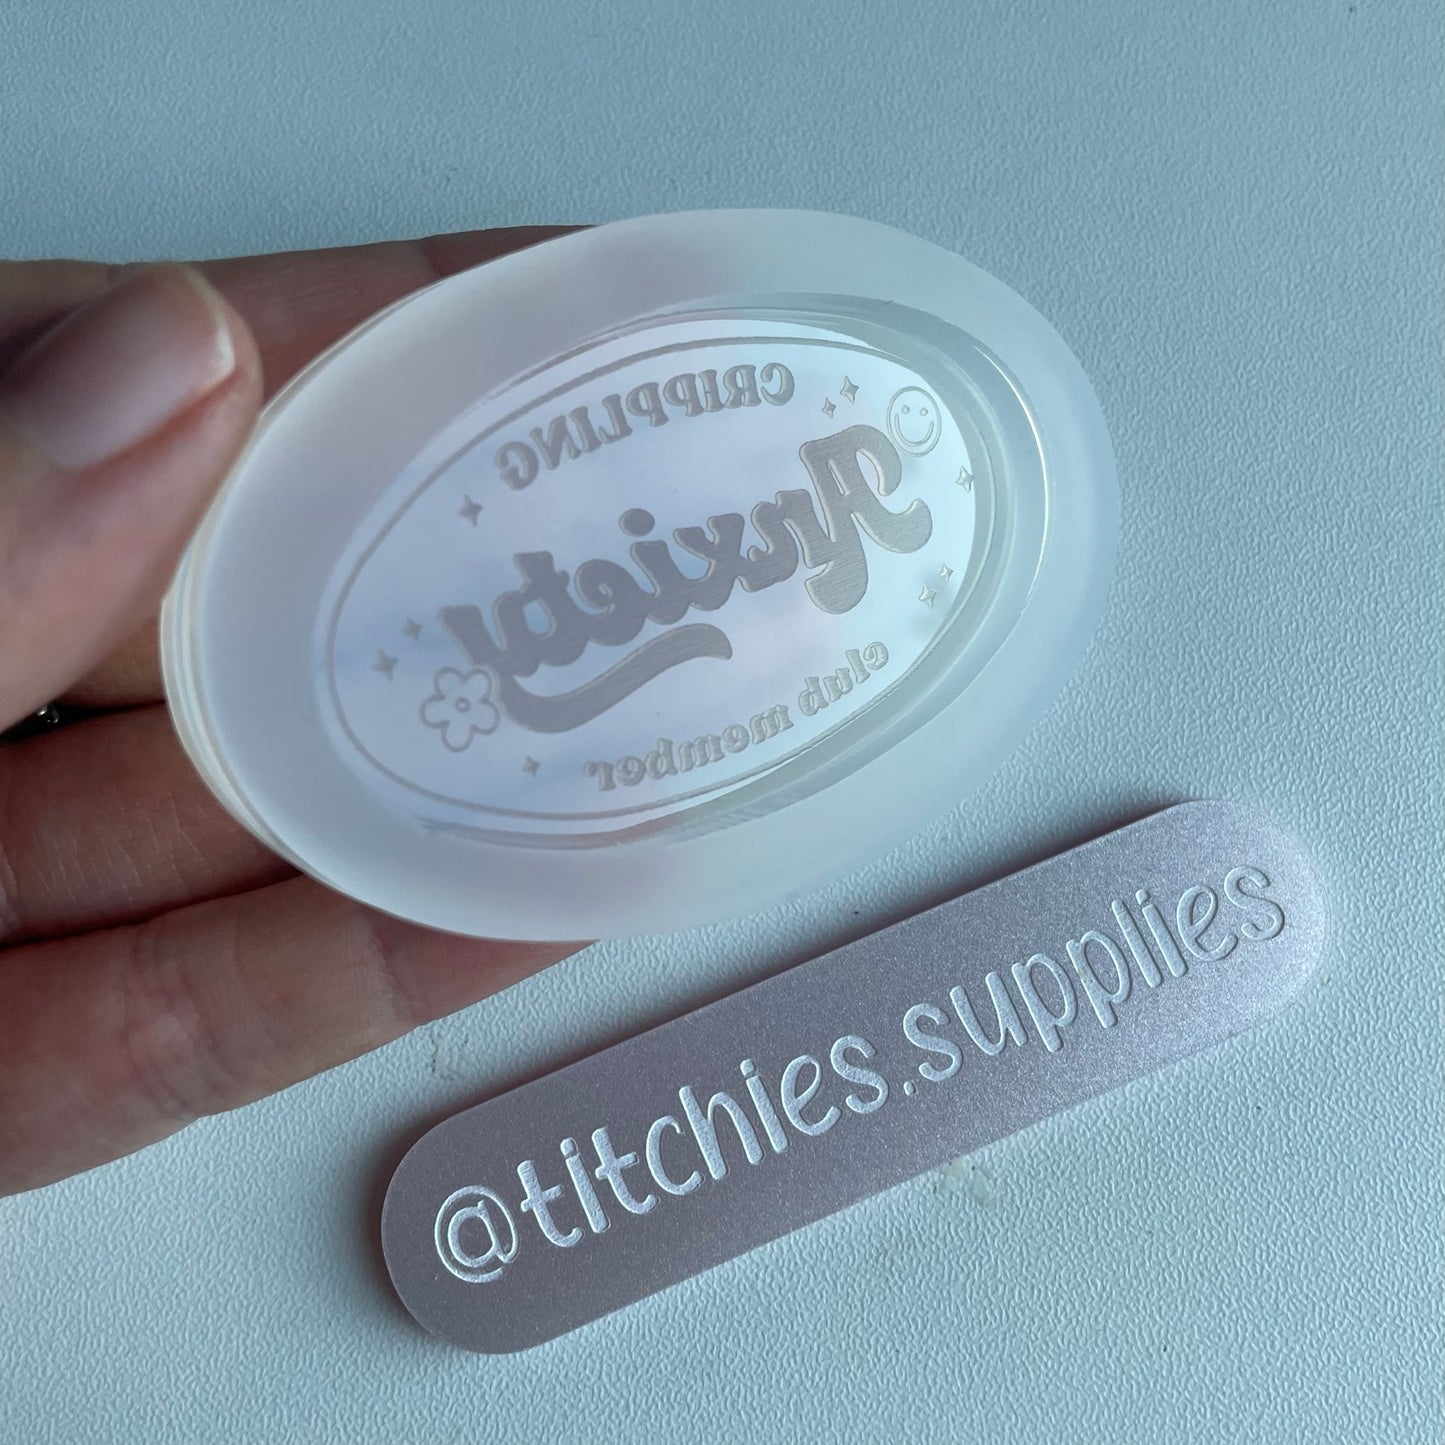 CRIPPLING
Anxiety
club member
@titchies.supplies